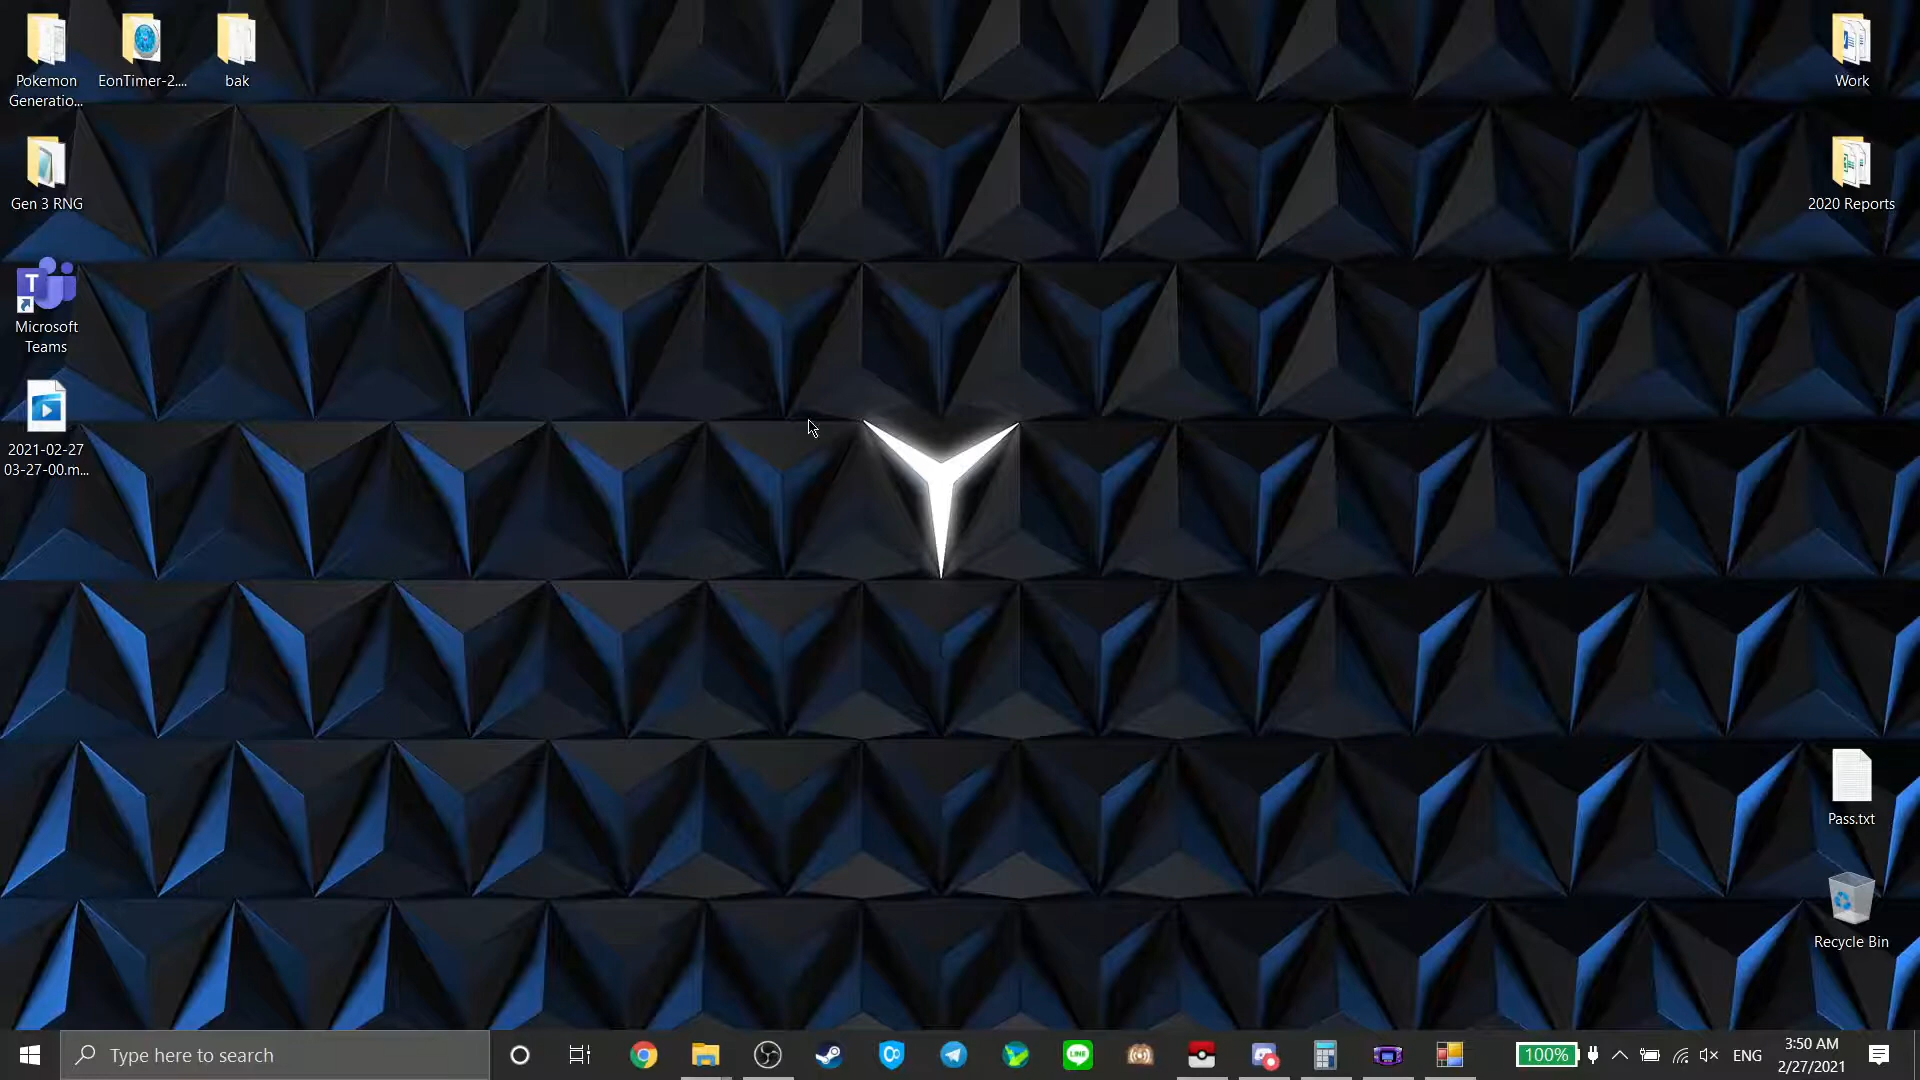 Pokemon
Generatio...
EonTimer-2....
bak
Work
Gen 3 RNG
2020 Reports
T
Microsoft
Teams
2021-02-27
03-27-00.m...
Pass.txt
Recycle Bin
Type here to search
LINE
100%
ENG
3:50 AM
2/27/2021